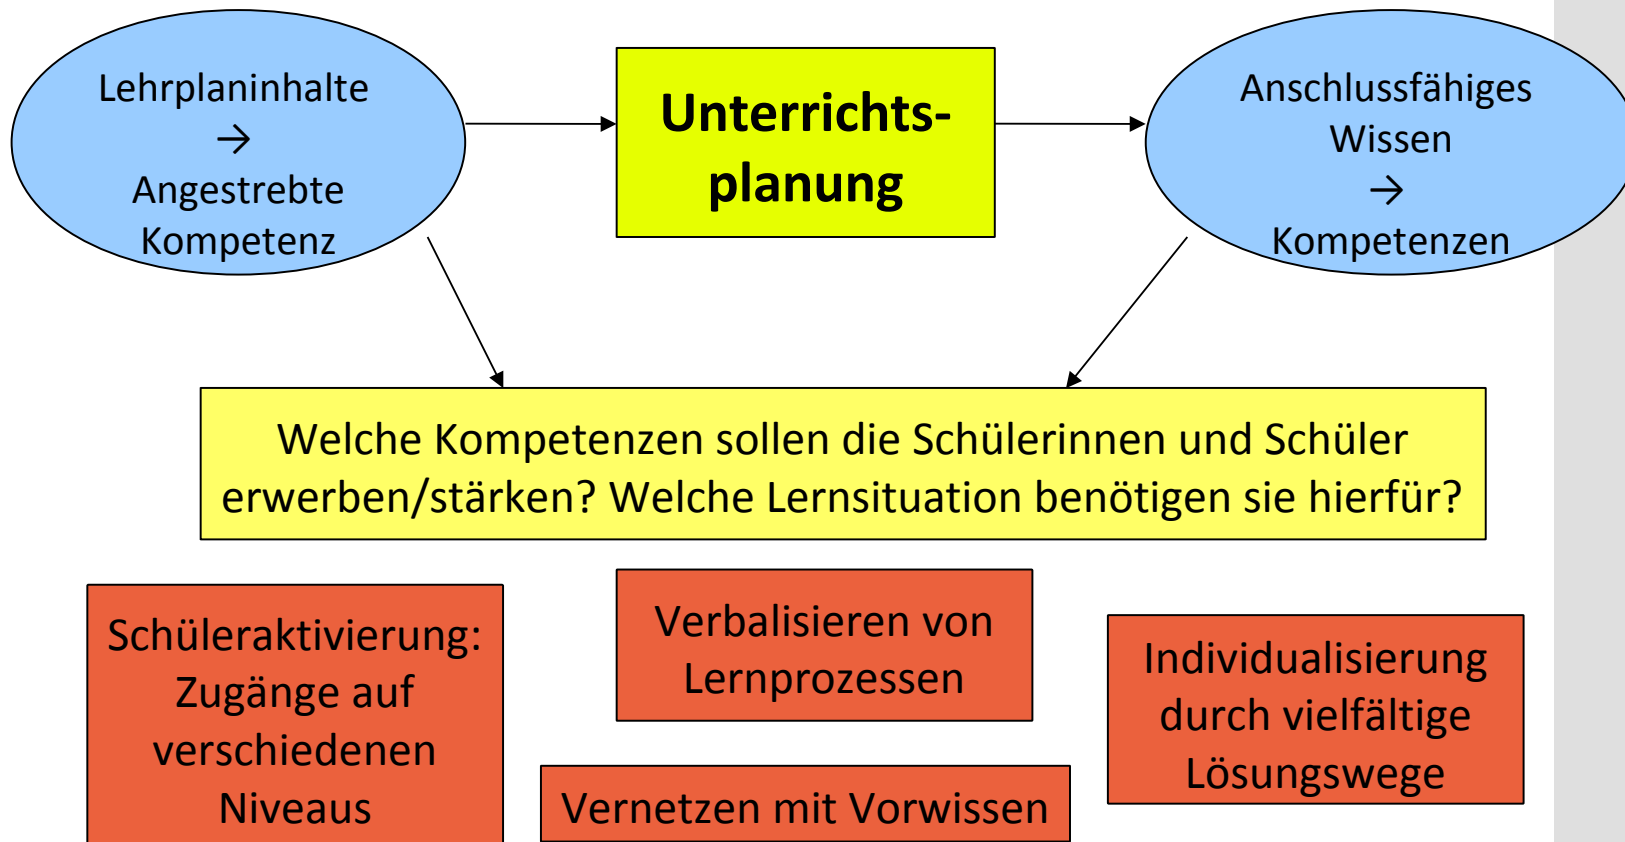 Lehrplaninhalte
→
Angestrebte
Kompetenz
Unterrichts-
planung
Anschlussfähiges
Wissen
→
Kompetenzen
Welche Kompetenzen sollen die Schülerinnen und Schüler
erwerben/stärken? Welche Lernsituation benötigen sie hierfür?
Schüleraktivierung:
Zugänge auf
verschiedenen
Niveaus
Verbalisieren von
Lernprozessen
Vernetzen mit Vorwissen
Individualisierung
durch vielfältige
Lösungswege